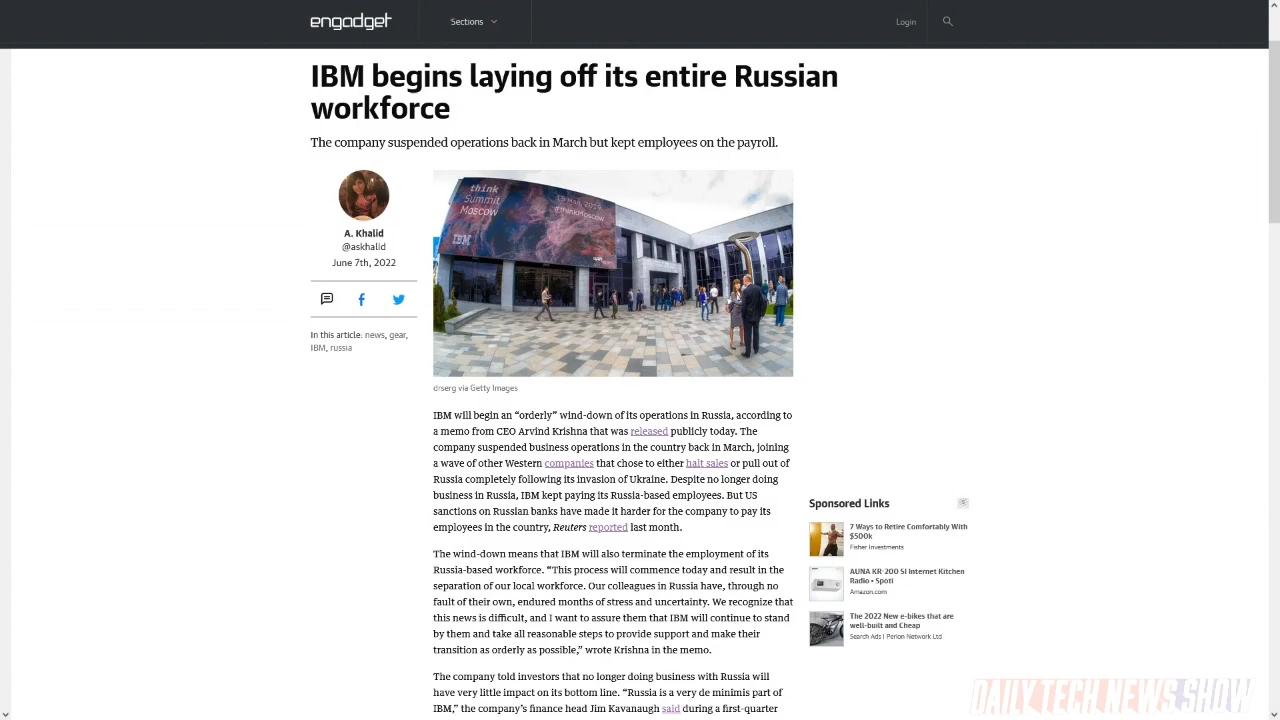 engadget
Sections
Login
IBM begins laying off its entire Russian
workforce
The company suspended operations back in March but kept employees on the payroll.
A. Khalid
@askhalid
June 7th, 2022
In this article: news, gear,
IBM, russia
think
Summit
Moscow
IBM
#thinkMoscow
drserg via Getty Images
IBM will begin an “orderly” wind-down of its operations in Russia, according to
a memo from CEO Arvind Krishna that was released publicly today. The
company suspended business operations in the country back in March, joining
a wave of other Western companies that chose to either halt sales or pull out of
Russia completely following its invasion of Ukraine. Despite no longer doing
business in Russia, IBM kept paying its Russia-based employees. But US
sanctions on Russian banks have made it harder for the company to pay its
employees in the country, Reuters reported last month.
The wind-down means that IBM will also terminate the employment of its
Russia-based workforce. “This process will commence today and result in the
separation of our local workforce. Our colleagues in Russia have, through no
fault of their own, endured months of stress and uncertainty. We recognize that
this news is difficult, and I want to assure them that IBM will continue to stand
by them and take all reasonable steps to provide support and make their
transition as orderly as possible,” wrote Krishna in the memo.
The company told investors that no longer doing business with Russia will
have very little impact on its bottom line. “Russia is a very de minimis part of
IBM,” the company’s finance head Jim Kavanaugh said during a first-quarter
Sponsored Links
7 Ways to Retire Comfortably With
$500k
Fisher Investments
AUNA KR-200 SI Internet Kitchen
Radio • Spoti
Amazon.com
The 2022 New e-bikes that are
well-built and Cheap
Search Ads | Perion Network Ltd
DAILY TECH NEWS SHOW